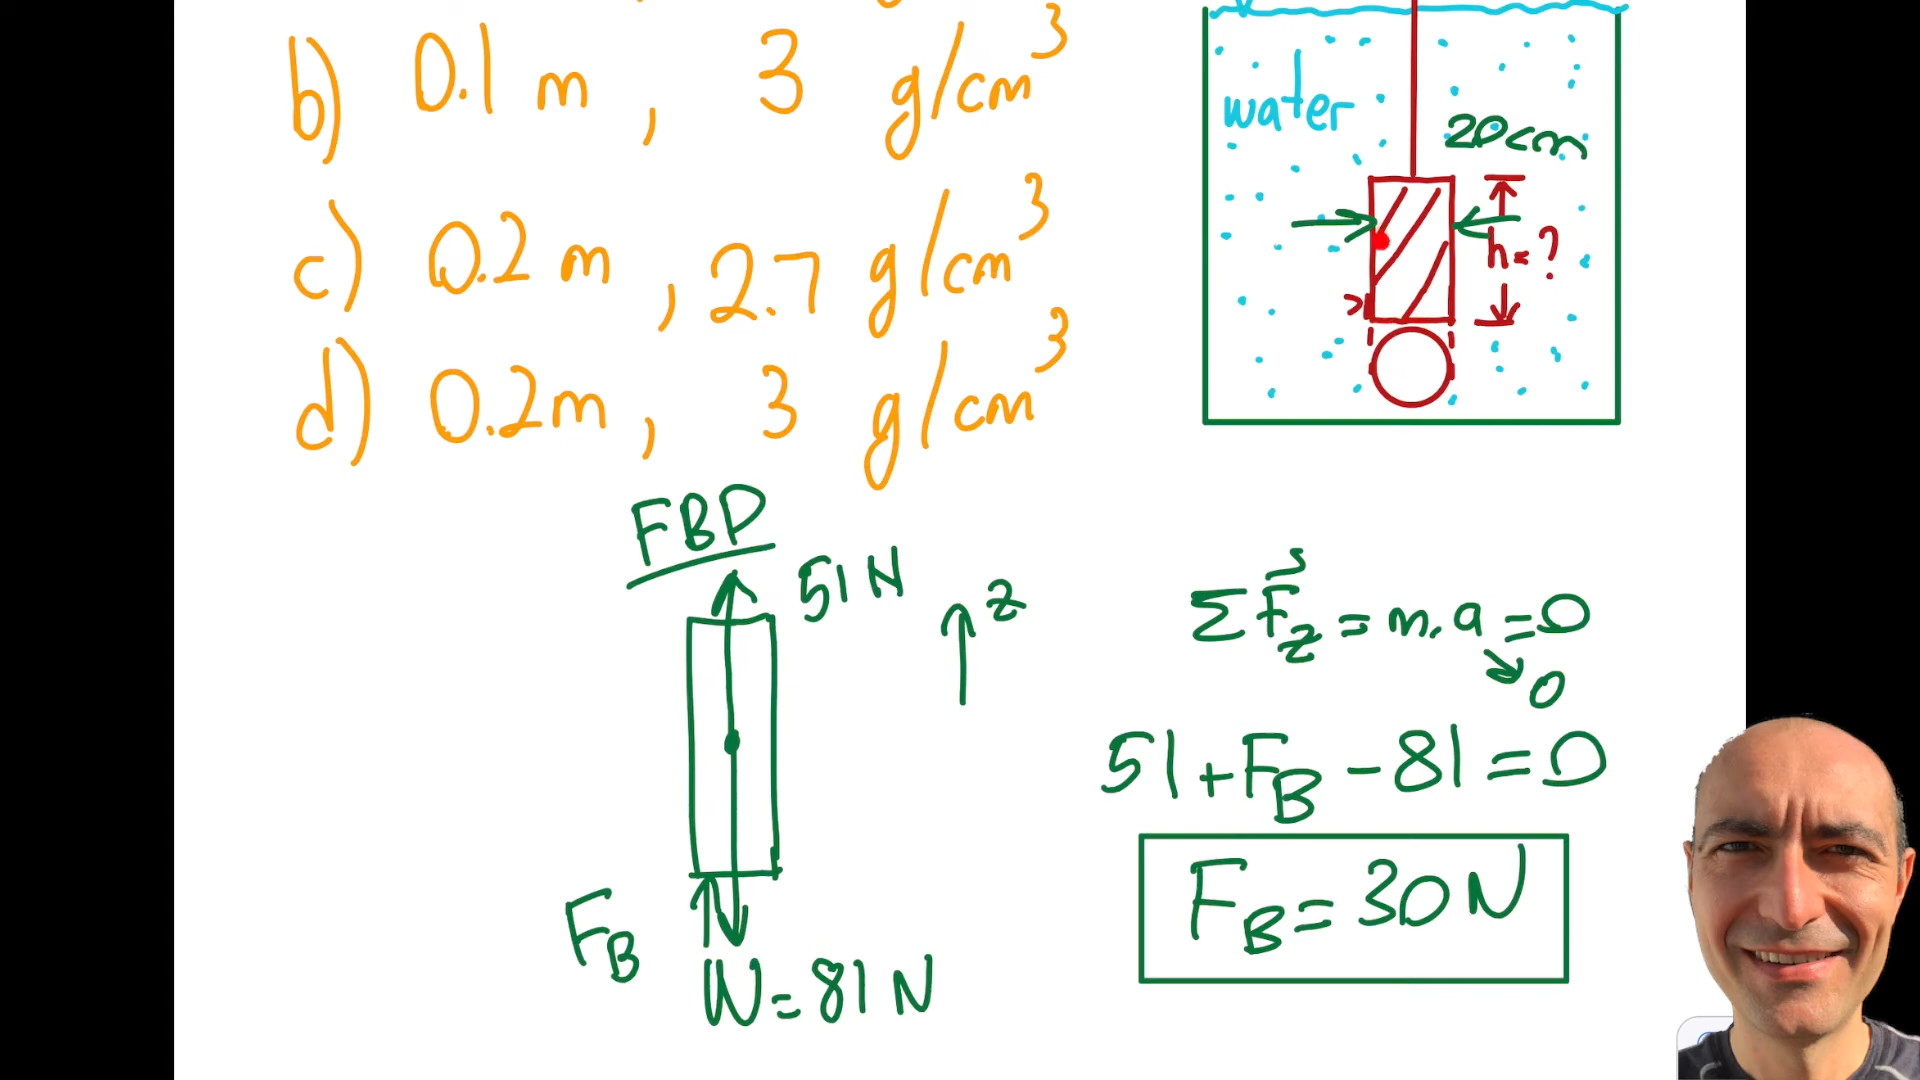 b) 0.1 m, 3 g/cm³
c) 0.2 m, 2.7 g/cm³
d) 0.2m, 3 g/cm³
water
20cm
h=?
FBD
51 N
z
F_B
W=81 N
ΣF_z = m.a = 0
0
51+F_B-81=0
F_B=30N